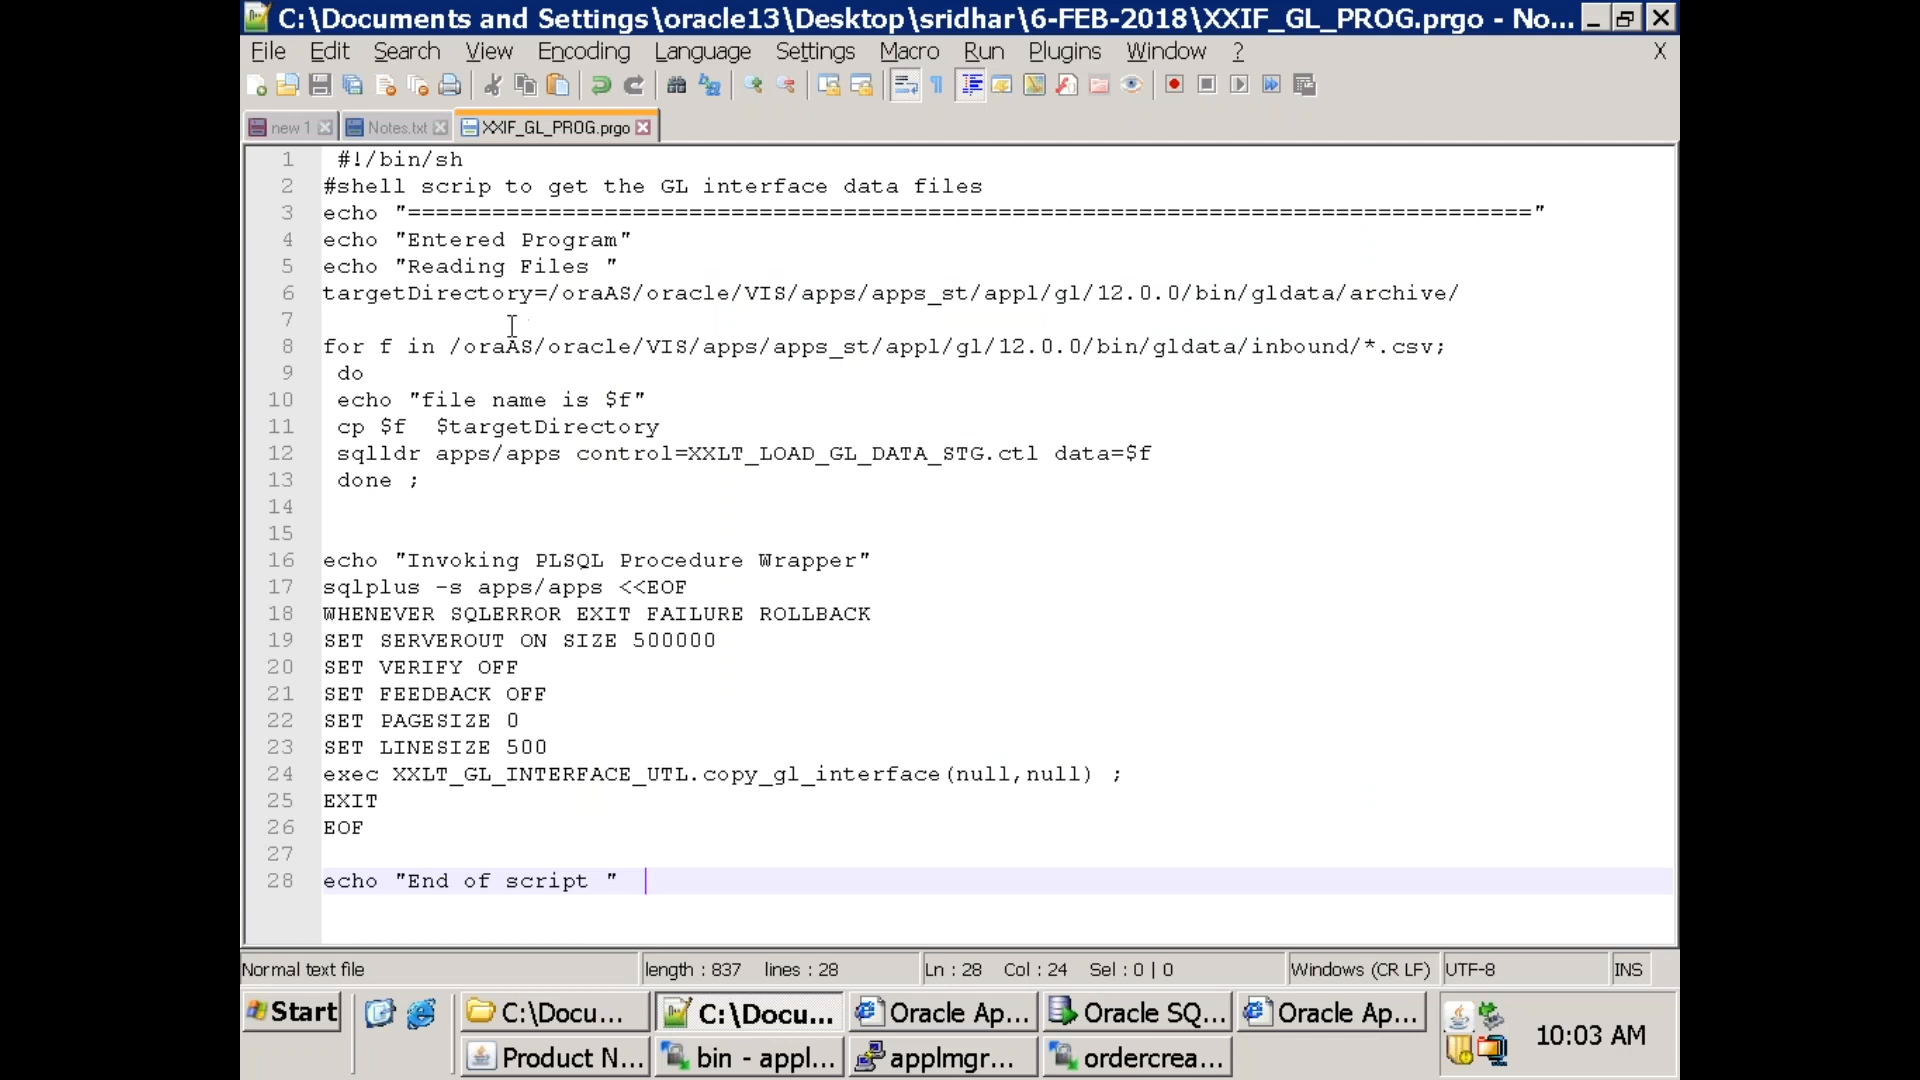 C:\Documents and Settings\oracle13\Desktop\sridhar\6-FEB-2018\XXIF_GL_PROG.prgo - No...
File Edit Search View Encoding Language Settings Macro Run Plugins Window ? X
new 1 Notes.txt XXIF_GL_PROG.prgo
1 #!/bin/sh
2 #shell scrip to get the GL interface data files
3 echo "================================================================================"
4 echo "Entered Program"
5 echo "Reading Files "
6 targetDirectory=/oraAS/oracle/VIS/apps/apps_st/appl/gl/12.0.0/bin/gldata/archive/
7
8 for f in /oraAS/oracle/VIS/apps/apps_st/appl/gl/12.0.0/bin/gldata/inbound/*.csv;
9 do
10 echo "file name is $f"
11 cp $f  $targetDirectory
12 sqlldr apps/apps control=XXLT_LOAD_GL_DATA_STG.ctl data=$f
13 done ;
14
15
16 echo "Invoking PLSQL Procedure Wrapper"
17 sqlplus -s apps/apps <<EOF
18 WHENEVER SQLERROR EXIT FAILURE ROLLBACK
19 SET SERVEROUT ON SIZE 500000
20 SET VERIFY OFF
21 SET FEEDBACK OFF
22 SET PAGESIZE 0
23 SET LINESIZE 500
24 exec XXLT_GL_INTERFACE_UTL.copy_gl_interface(null,null) ;
25 EXIT
26 EOF
27
28 echo "End of script "
Normal text file length : 837 lines : 28 Ln : 28 Col : 24 Sel : 0 | 0 Windows (CR LF) UTF-8 INS
Start C:\Docu... C:\Docu... Oracle Ap... Oracle SQ... Oracle Ap...
Product N... bin - appl... applmgr... ordercrea... 10:03 AM